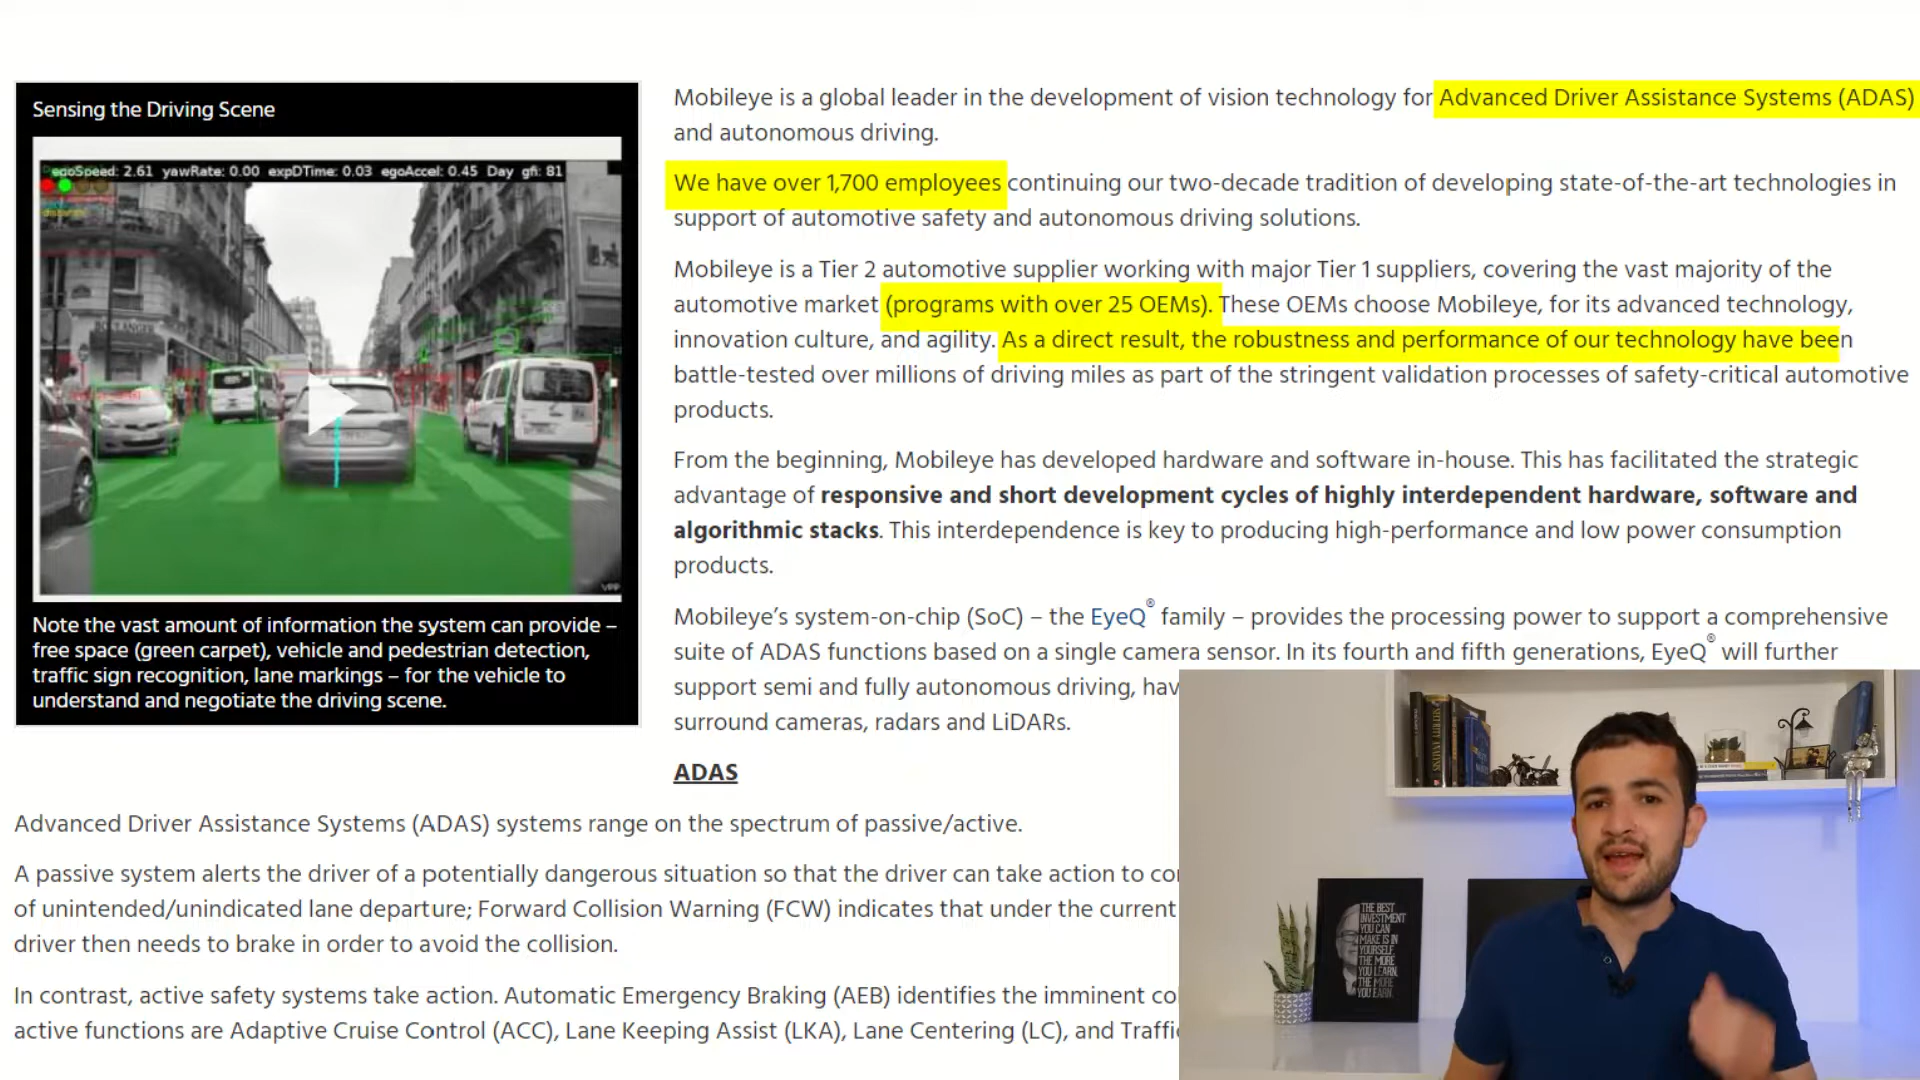 Sensing the Driving Scene
egoSpeed: 2.61 yawRate: 0.00 expDTime: 0.03 egoAccel: 0.45 Day gfi: 81
Note the vast amount of information the system can provide –
free space (green carpet), vehicle and pedestrian detection,
traffic sign recognition, lane markings – for the vehicle to
understand and negotiate the driving scene.
Mobileye is a global leader in the development of vision technology for Advanced Driver Assistance Systems (ADAS)
and autonomous driving.
We have over 1,700 employees continuing our two-decade tradition of developing state-of-the-art technologies in
support of automotive safety and autonomous driving solutions.
Mobileye is a Tier 2 automotive supplier working with major Tier 1 suppliers, covering the vast majority of the
automotive market (programs with over 25 OEMs). These OEMs choose Mobileye, for its advanced technology,
innovation culture, and agility. As a direct result, the robustness and performance of our technology have been
battle-tested over millions of driving miles as part of the stringent validation processes of safety-critical automotive
products.
From the beginning, Mobileye has developed hardware and software in-house. This has facilitated the strategic
advantage of responsive and short development cycles of highly interdependent hardware, software and
algorithmic stacks. This interdependence is key to producing high-performance and low power consumption
products.
Mobileye’s system-on-chip (SoC) – the EyeQ® family – provides the processing power to support a comprehensive
suite of ADAS functions based on a single camera sensor. In its fourth and fifth generations, EyeQ® will further
support semi and fully autonomous driving, hav
surround cameras, radars and LiDARs.
ADAS
Advanced Driver Assistance Systems (ADAS) systems range on the spectrum of passive/active.
A passive system alerts the driver of a potentially dangerous situation so that the driver can take action to co
of unintended/unindicated lane departure; Forward Collision Warning (FCW) indicates that under the current
driver then needs to brake in order to avoid the collision.
In contrast, active safety systems take action. Automatic Emergency Braking (AEB) identifies the imminent co
active functions are Adaptive Cruise Control (ACC), Lane Keeping Assist (LKA), Lane Centering (LC), and Traffi
SECURITY ANALYSIS
THE BEST
INVESTMENT
YOU CAN
MAKE IS IN
YOURSELF.
THE MORE
YOU LEARN,
THE MORE
YOU EARN.